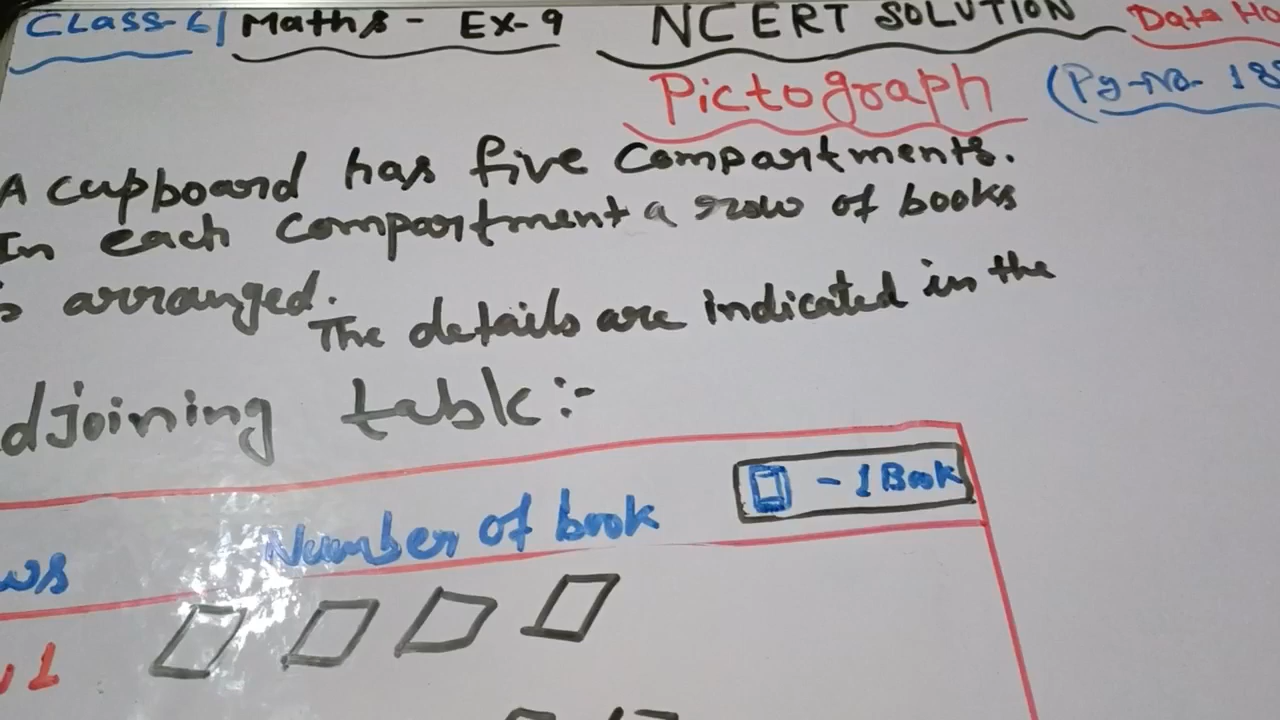 CLASS-6/ Maths - EX-9 NCERT SOLUTION Data
Pictograph (Pg-No- 18
A cupboard has five compartments.
In each compartment a row of books
arranged.
The details are indicated in the
djoining table:-
- 1 Book
Number of book
ws
1